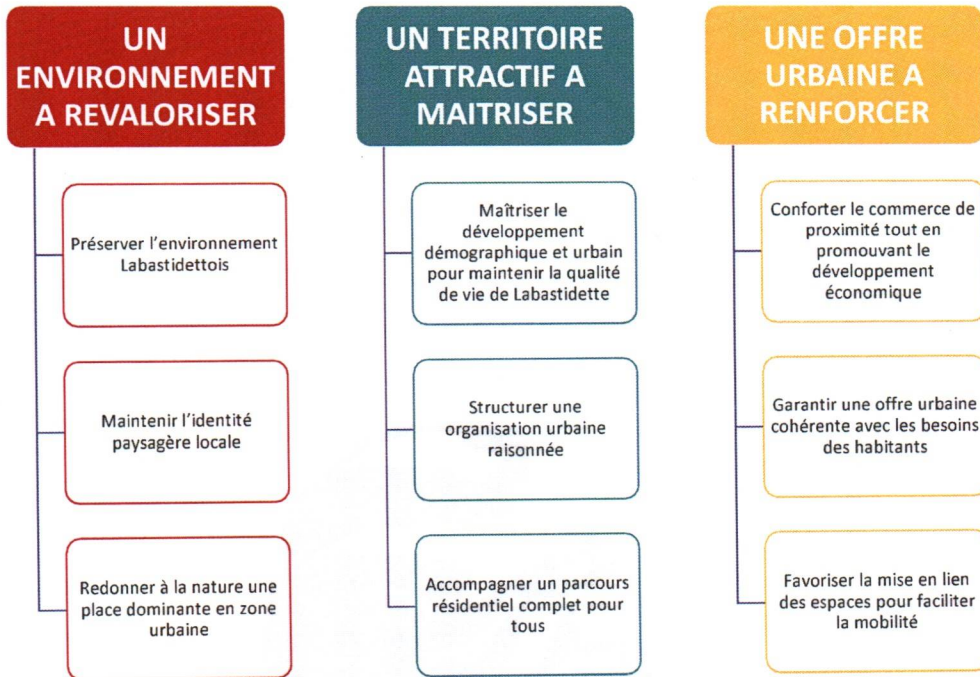 UN
ENVIRONNEMENT
A REVALORISER
Préserver l'environnement
Labastidettois
Maintenir l'identité
paysagère locale
Redonner à la nature une
place dominante en zone
urbaine
UN TERRITOIRE
ATTRACTIF A
MAITRISER
Maîtriser le
développement
démographique et urbain
pour maintenir la qualité
de vie de Labastidette
Structurer une
organisation urbaine
raisonnée
Accompagner un parcours
résidentiel complet pour
tous
UNE OFFRE
URBAINE A
RENFORCER
Conforter le commerce de
proximité tout en
promouvant le
développement
économique
Garantir une offre urbaine
cohérente avec les besoins
des habitants
Favoriser la mise en lien
des espaces pour faciliter
la mobilité